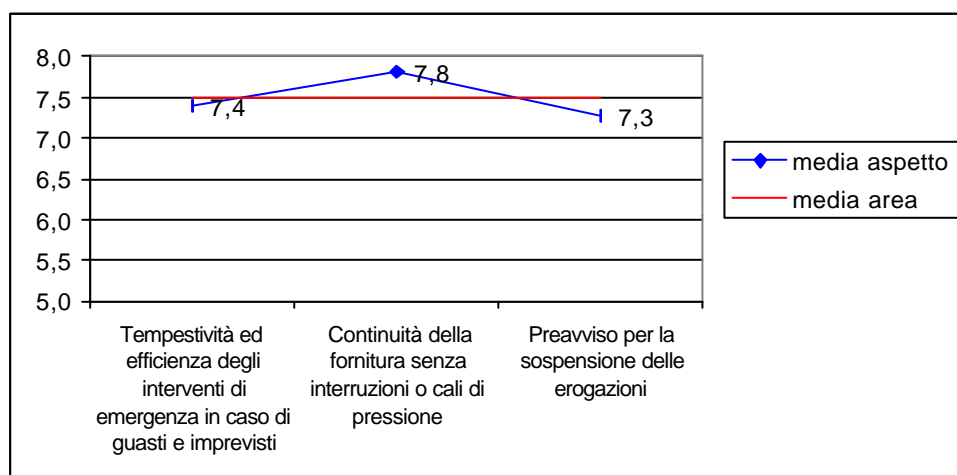 8,0
7,5
7,0
6,5
6,0
5,5
5,0
7,4
7,8
7,3
media aspetto
media area
Tempestività ed
efficienza degli
interventi di
emergenza in caso di
guasti e imprevisti
Continuità della
fornitura senza
interruzioni o cali di
pressione
Preavviso per la
sospensione delle
erogazioni